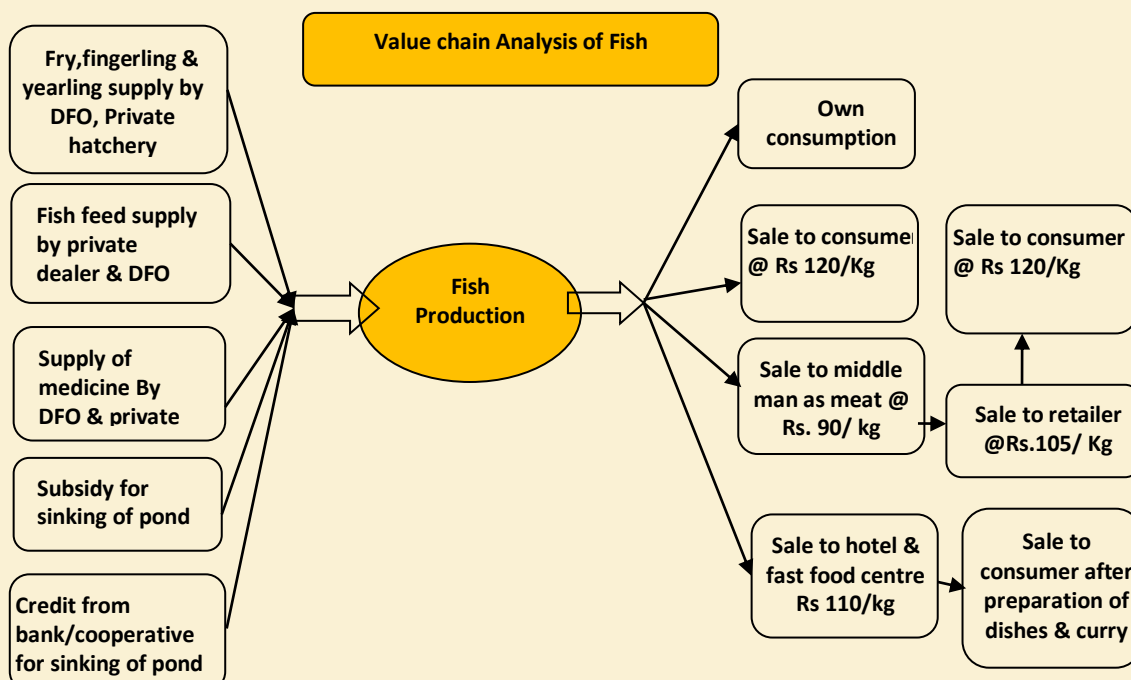 Value chain Analysis of Fish
Fry,fingerling &
yearling supply by
DFO, Private
hatchery
Fish feed supply
by private
dealer & DFO
Supply of
medicine By
DFO & private
Subsidy for
sinking of pond
Credit from
bank/cooperative
for sinking of pond
Fish
Production
Own
consumption
Sale to consumer
@ Rs 120/Kg
Sale to consumer
@ Rs 120/Kg
Sale to middle
man as meat @
Rs. 90/ kg
Sale to retailer
@Rs.105/ Kg
Sale to hotel &
fast food centre
Rs 110/kg
Sale to
consumer after
preparation of
dishes & curry